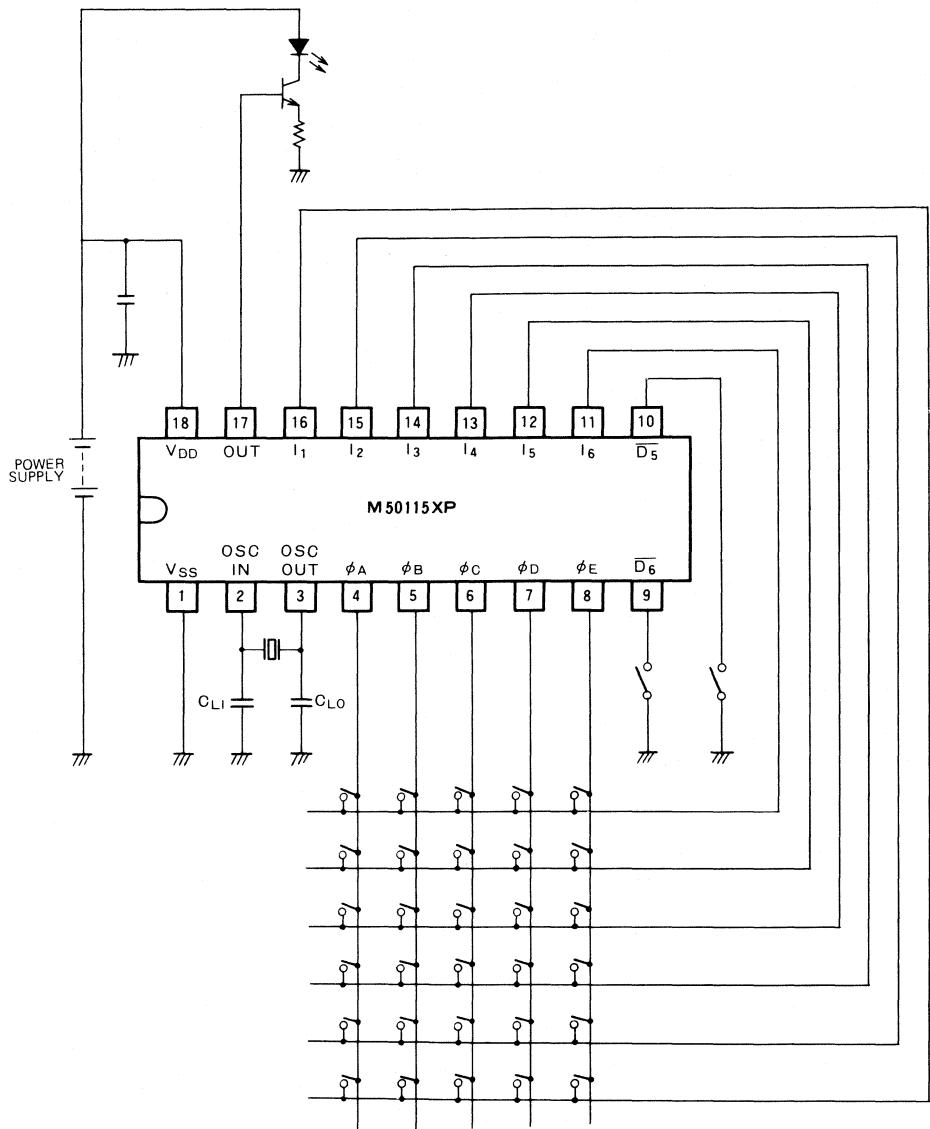 18 17 16 15 14 13 12 11 10
VDD OUT I1 I2 I3 I4 I5 I6 D5
POWER
SUPPLY
M50115XP
OSC OSC
VSS IN OUT φA φB φC φD φE D6
1 2 3 4 5 6 7 8 9
CLI CLO